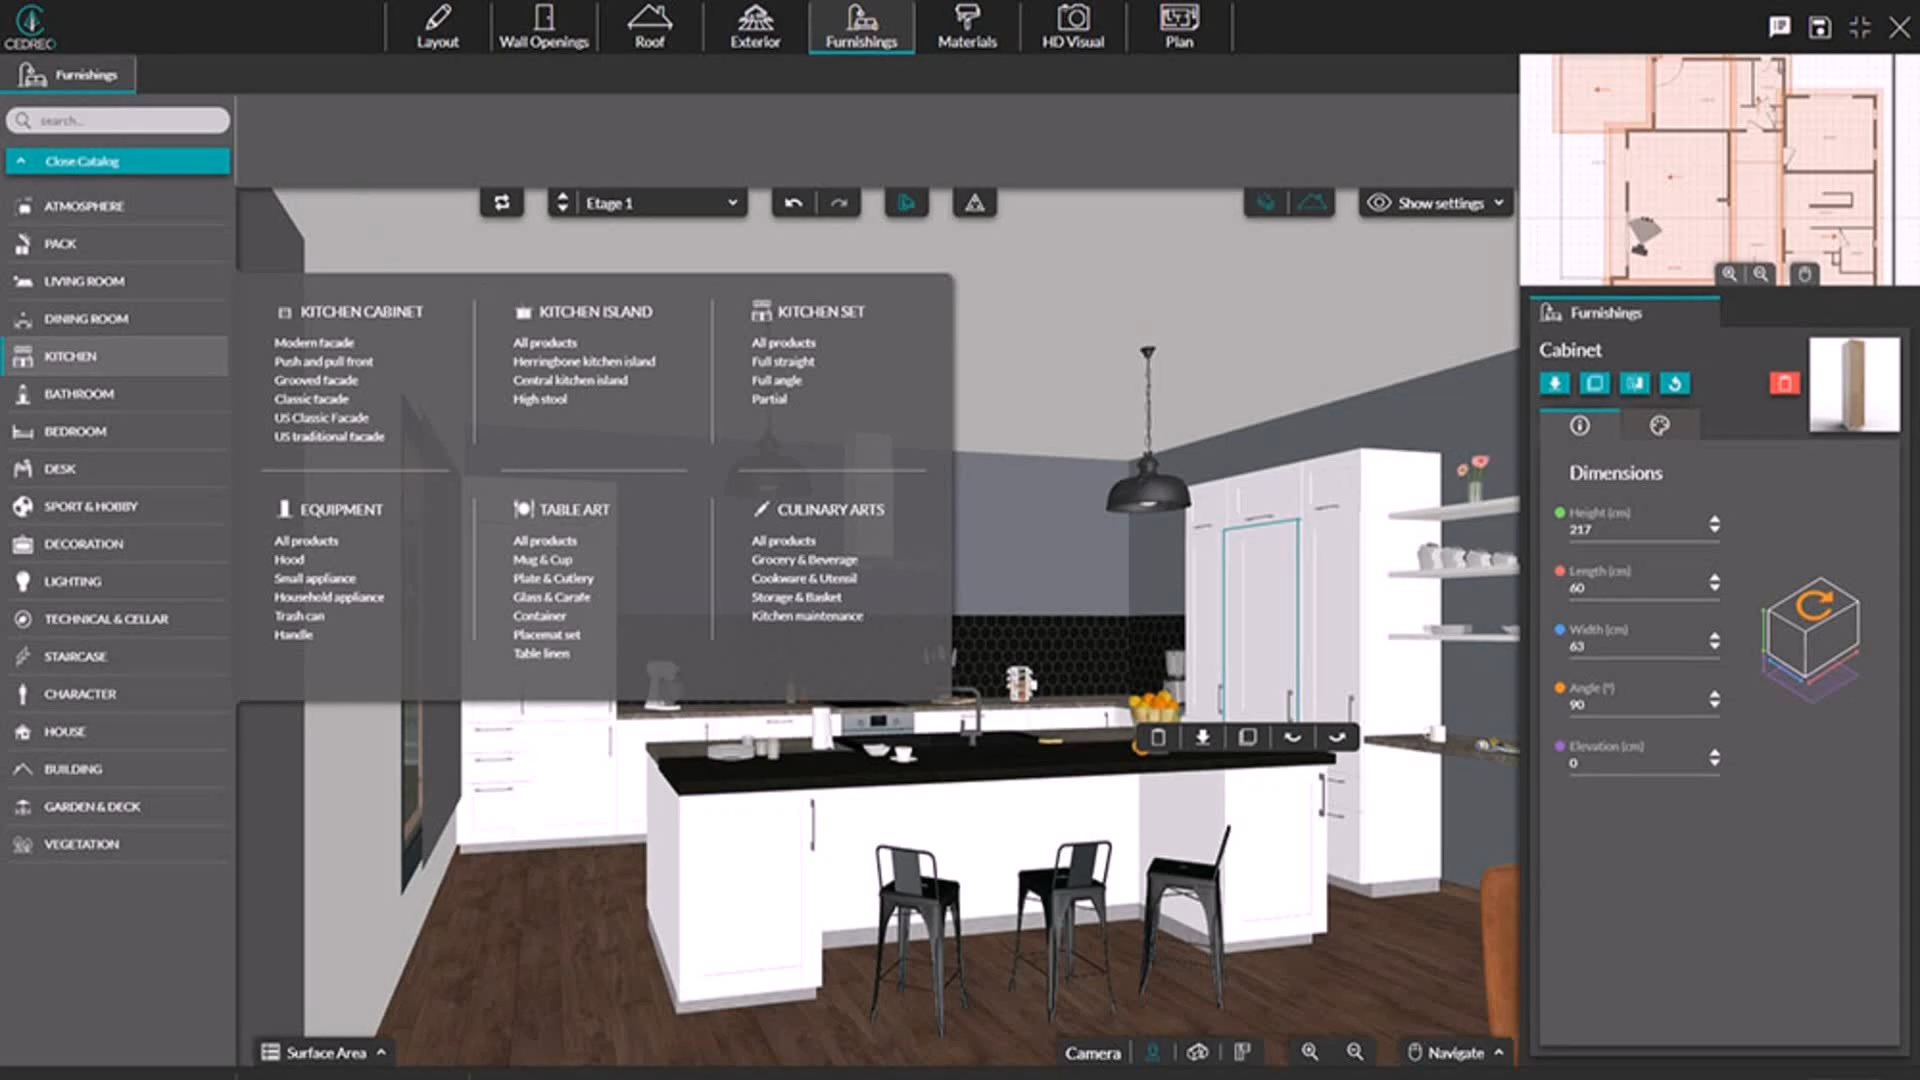 CEDREO
Layout
Wall Openings
Roof
Exterior
Furnishings
Materials
HD Visual
Plan
Furnishings
search...
Close Catalog
ATMOSPHERE
PACK
LIVING ROOM
DINING ROOM
KITCHEN
BATHROOM
BEDROOM
DESK
SPORT & HOBBY
DECORATION
LIGHTING
TECHNICAL & CELLAR
STAIRCASE
CHARACTER
HOUSE
BUILDING
GARDEN & DECK
VEGETATION
Etage 1
Show settings
KITCHEN CABINET
Modern facade
Push and pull front
Grooved facade
Classic facade
US Classic Facade
US traditional facade
KITCHEN ISLAND
All products
Herringbone kitchen island
Central kitchen island
High stool
KITCHEN SET
All products
Full straight
Full angle
Partial
EQUIPMENT
All products
Hood
Small appliance
Household appliance
Trash can
Handle
TABLE ART
All products
Mug & Cup
Plate & Cutlery
Glass & Carafe
Container
Placemat set
Table linen
CULINARY ARTS
All products
Grocery & Beverage
Cookware & Utensil
Storage & Basket
Kitchen maintenance
Furnishings
Cabinet
Dimensions
Height (cm)
217
Length (cm)
60
Width (cm)
63
Angle (°)
90
Elevation (cm)
0
Surface Area
Camera
Navigate